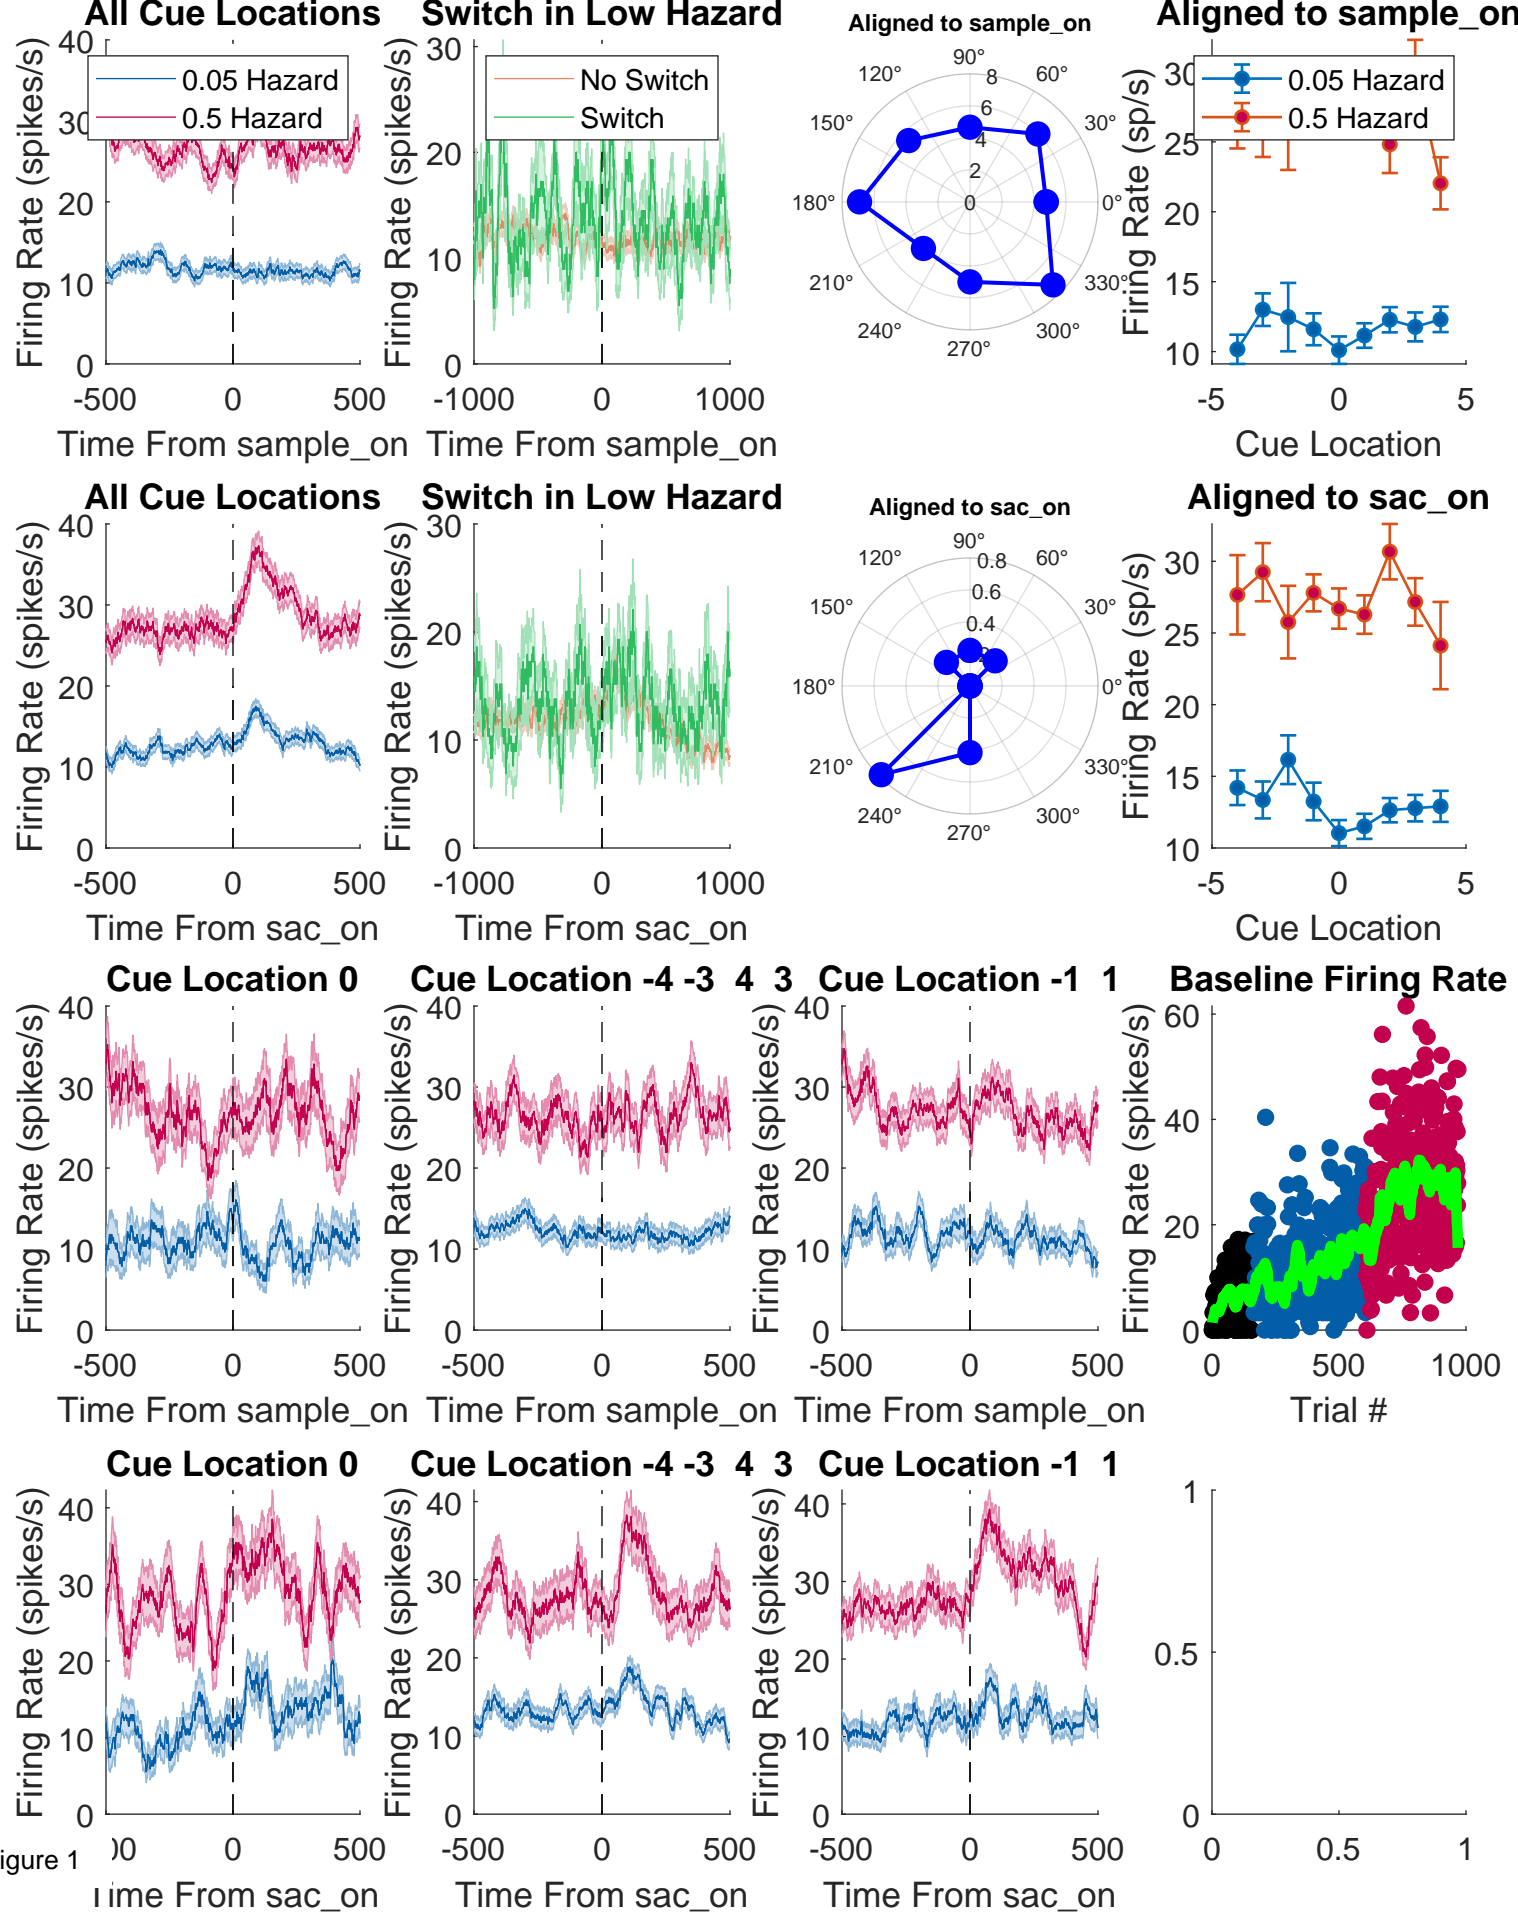 All Cue Locations
Switch in Low Hazard
Aligned to sample_on
Aligned to sample_on
0.05 Hazard
0.5 Hazard
No Switch
Switch
0.05 Hazard
0.5 Hazard
Firing Rate (spikes/s)
40
30
20
10
0
-500 0 500
Time From sample_on
Firing Rate (spikes/s)
30
20
10
0
-1000 0 1000
Time From sample_on
90°
120° 60°
150° 30°
180° 0°
210° 330°
240° 300°
270°
8
6
4
2
0
Firing Rate (sp/s)
30
25
20
15
10
-5 0 5
Cue Location
All Cue Locations
Switch in Low Hazard
Aligned to sac_on
Aligned to sac_on
Firing Rate (spikes/s)
40
30
20
10
0
-500 0 500
Time From sac_on
Firing Rate (spikes/s)
30
20
10
0
-1000 0 1000
Time From sac_on
90°
120° 60°
150° 30°
180° 0°
210° 330°
240° 300°
270°
0.8
0.6
0.4
Firing Rate (sp/s)
30
25
20
15
10
-5 0 5
Cue Location
Cue Location 0
Cue Location -4 -3 4 3
Cue Location -1 1
Baseline Firing Rate
Firing Rate (spikes/s)
40
30
20
10
0
-500 0 500
Time From sample_on
Firing Rate (spikes/s)
40
30
20
10
0
-500 0 500
Time From sample_on
Firing Rate (spikes/s)
40
30
20
10
0
-500 0 500
Time From sample_on
Firing Rate (spikes/s)
60
40
20
0
0 500 1000
Trial #
Cue Location 0
Cue Location -4 -3 4 3
Cue Location -1 1
Firing Rate (spikes/s)
40
30
20
10
0
00 0 500
Time From sac_on
Firing Rate (spikes/s)
40
30
20
10
0
-500 0 500
Time From sac_on
Firing Rate (spikes/s)
40
30
20
10
0
-500 0 500
Time From sac_on
1
0.5
0
0 0.5 1
igure 1